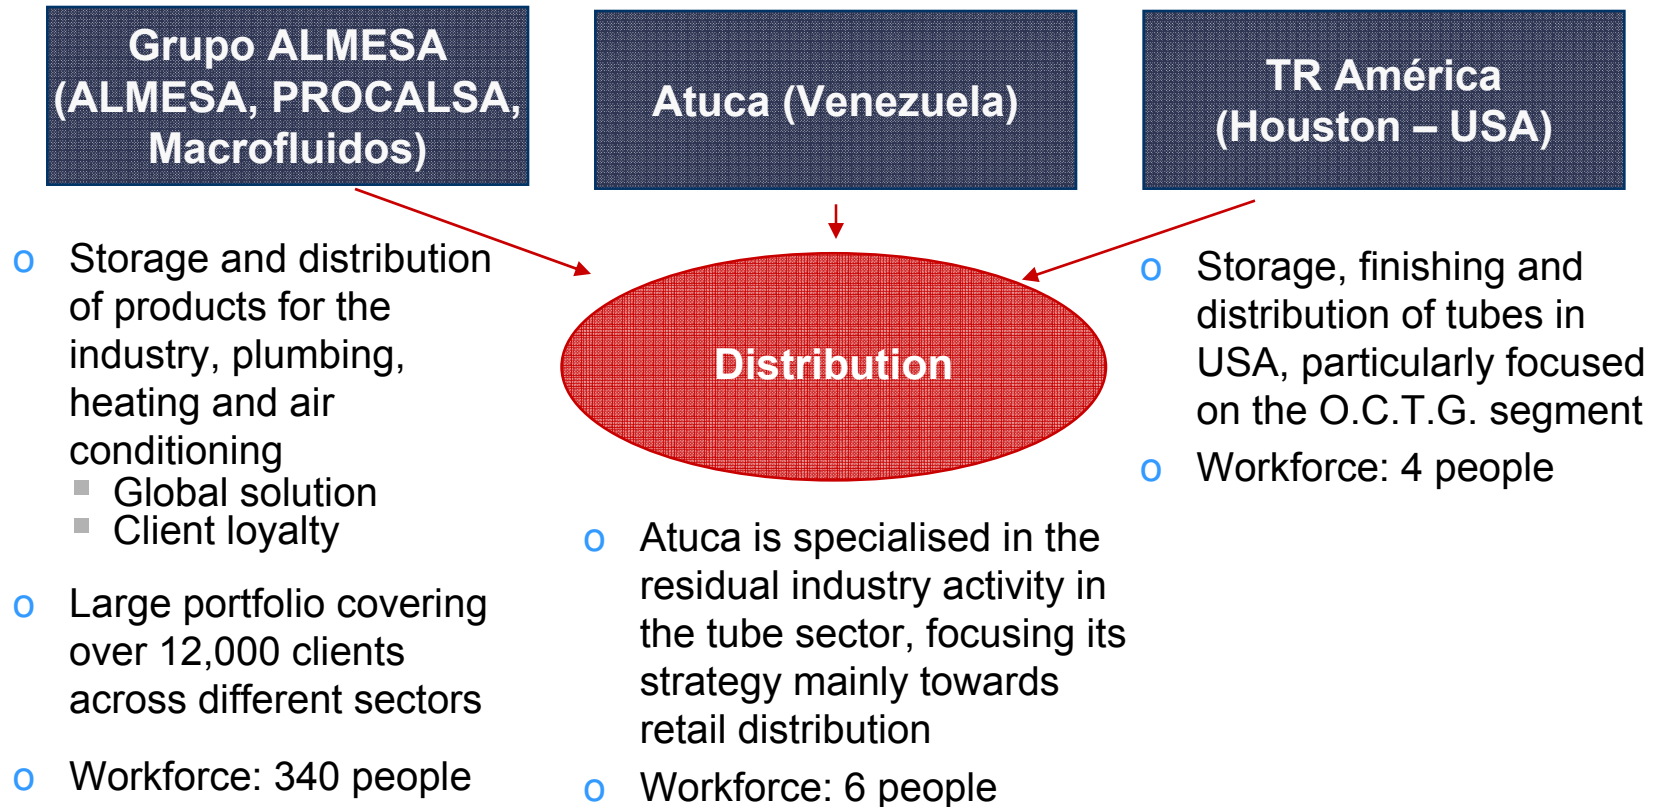 Grupo ALMESA
(ALMESA, PROCALSA,
Macrofluidos)
Atuca (Venezuela)
TR América
(Houston – USA)
Distribution
o Storage and distribution
of products for the
industry, plumbing,
heating and air
conditioning
▪ Global solution
▪ Client loyalty
o Large portfolio covering
over 12,000 clients
across different sectors
o Workforce: 340 people
o Atuca is specialised in the
residual industry activity in
the tube sector, focusing its
strategy mainly towards
retail distribution
o Workforce: 6 people
o Storage, finishing and
distribution of tubes in
USA, particularly focused
on the O.C.T.G. segment
o Workforce: 4 people